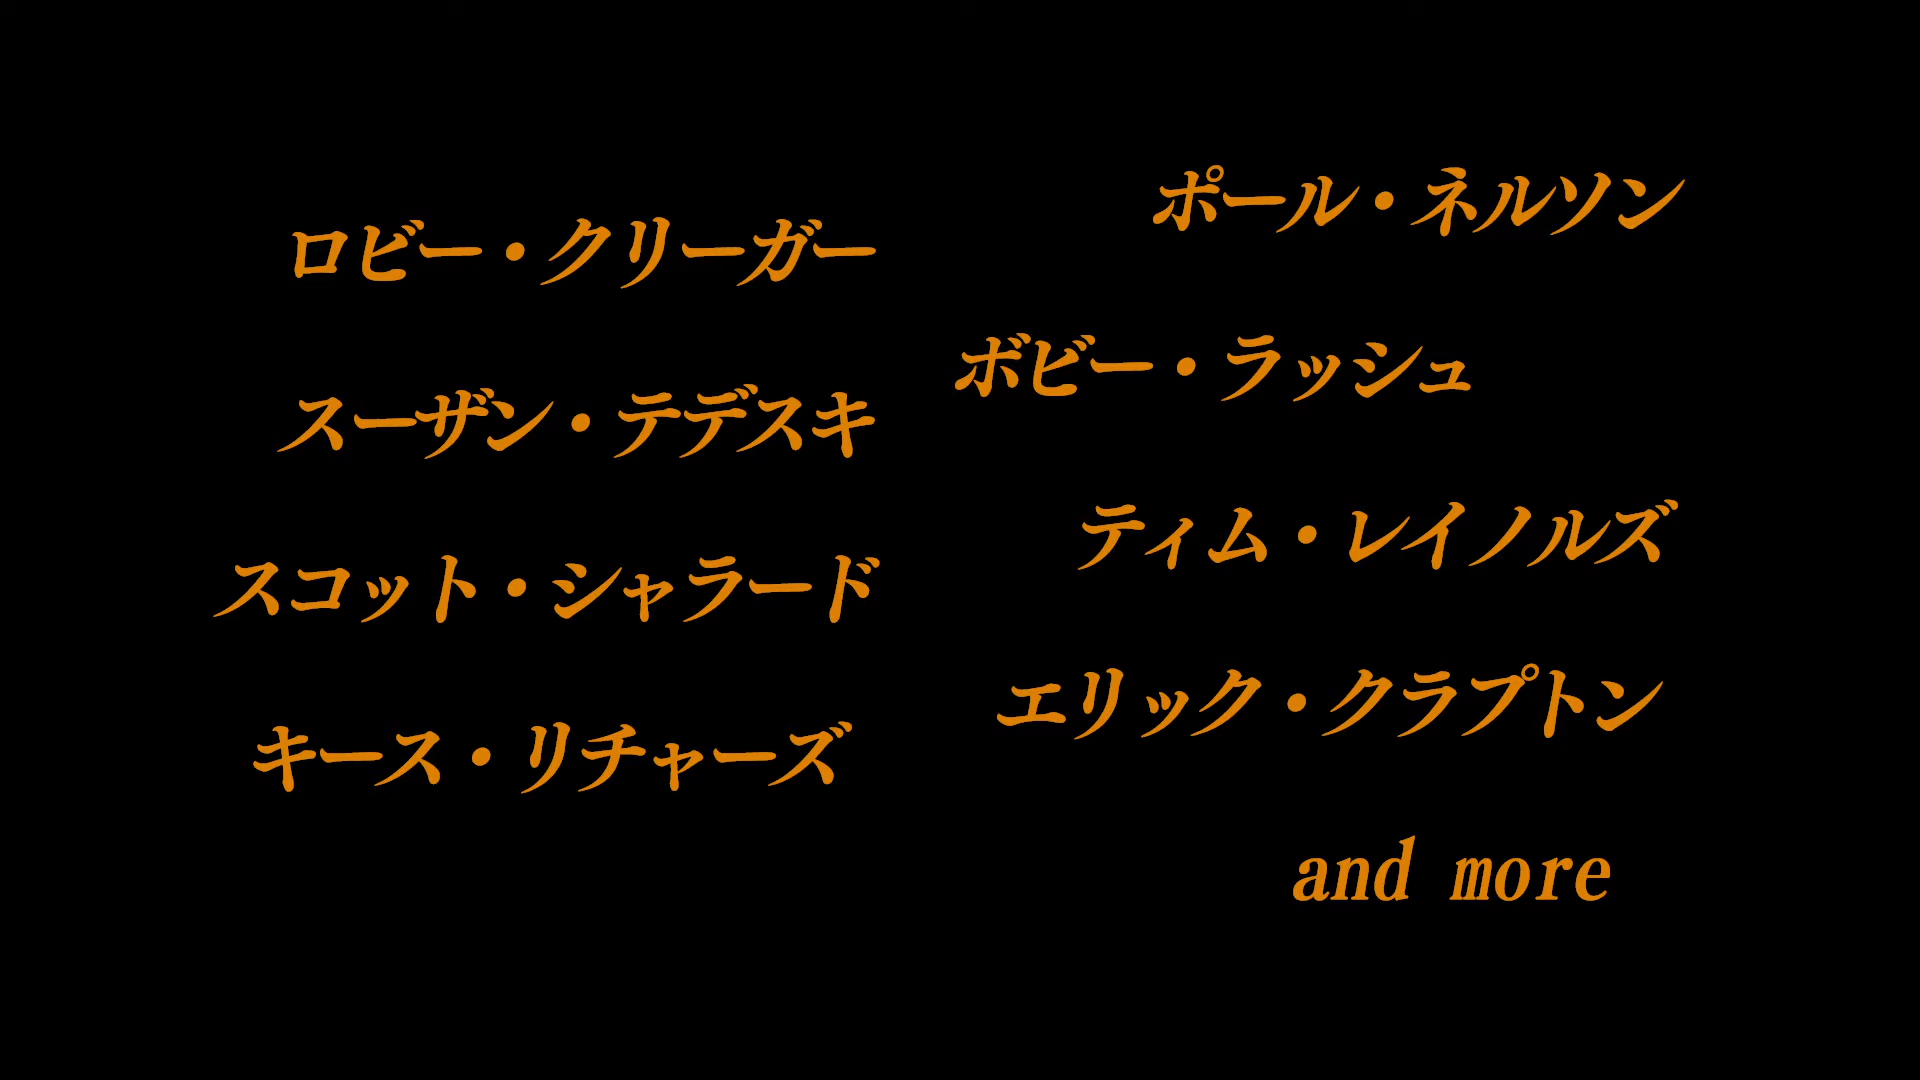 ロビー・クリーガー
スーザン・テデスキ
スコット・シャラード
キース・リチャーズ
ポール・ネルソン
ボビー・ラッシュ
ティム・レイノルズ
エリック・クラプトン
and more